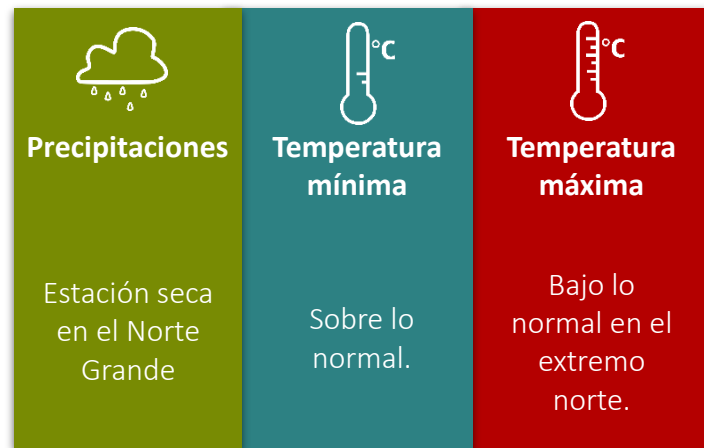 Precipitaciones
Estación seca
en el Norte
Grande
°C
Temperatura
mínima
Sobre lo
normal.
°C
Temperatura
máxima
Bajo lo
normal en el
extremo
norte.